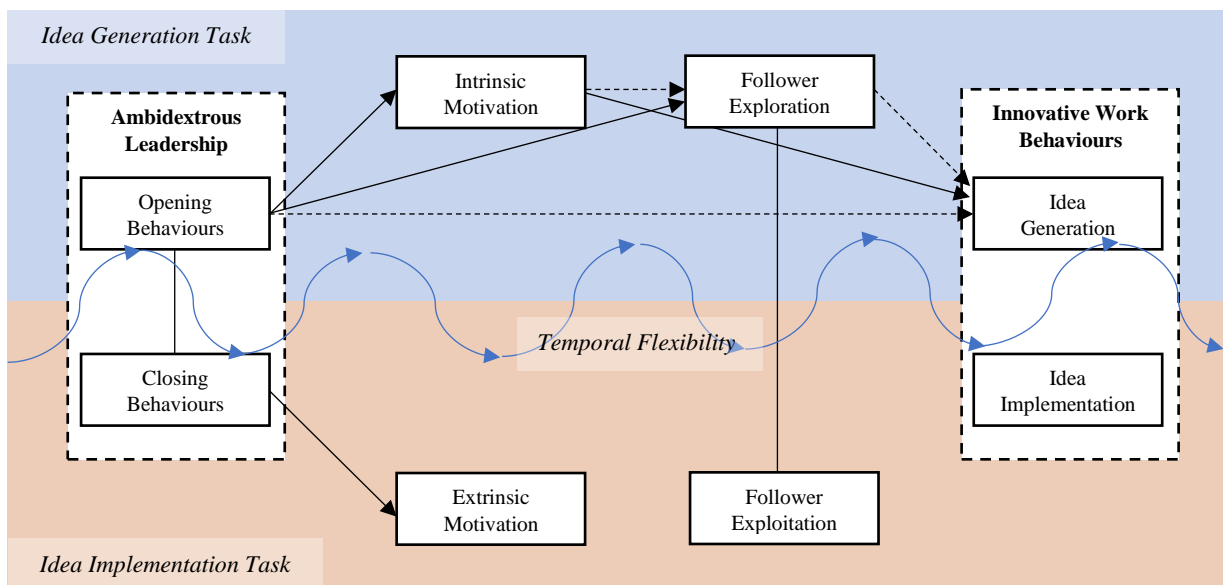 Idea Generation Task
Intrinsic
Motivation
Follower
Exploration
Ambidextrous
Leadership
Innovative Work
Behaviours
Opening
Behaviours
Idea
Generation
Temporal Flexibility
Closing
Behaviours
Idea
Implementation
Extrinsic
Motivation
Follower
Exploitation
Idea Implementation Task